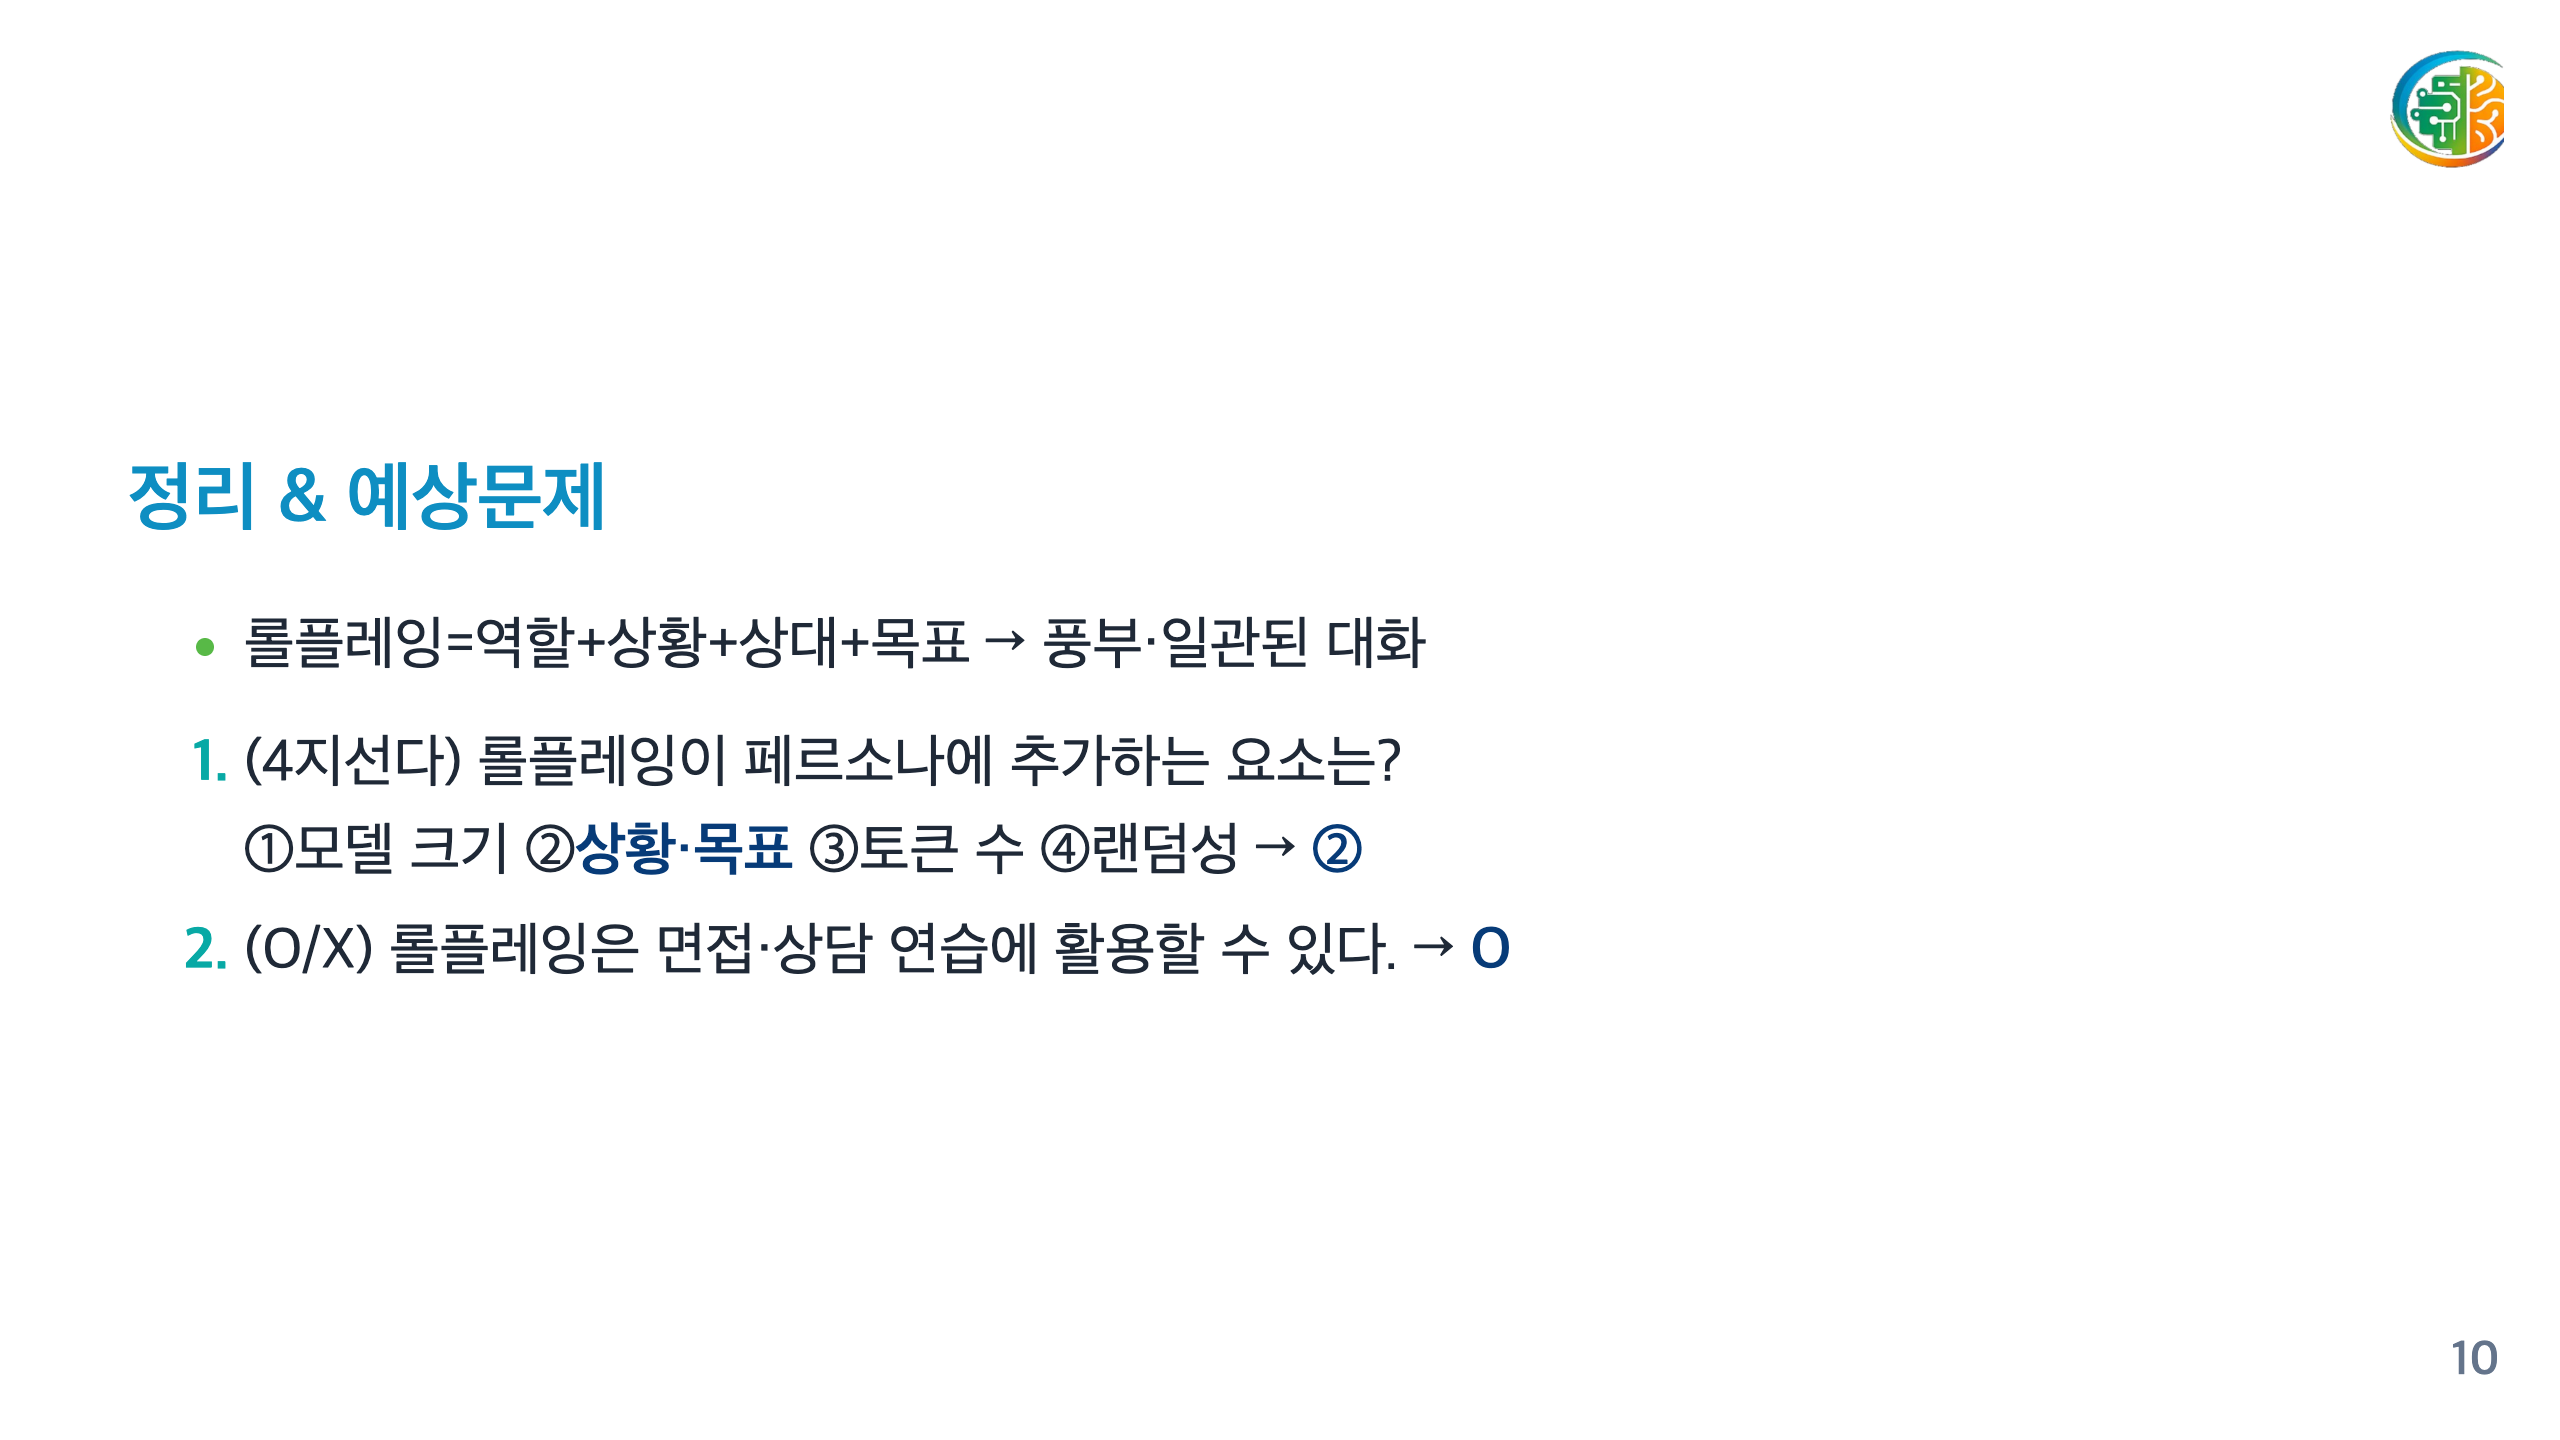 정리 & 예상문제
• 롤플레잉=역할+상황+상대+목표 → 풍부·일관된 대화
1. (4지선다) 롤플레잉이 페르소나에 추가하는 요소는?
①모델 크기 ②상황·목표 ③토큰 수 ④랜덤성 → ②
2. (O/X) 롤플레잉은 면접·상담 연습에 활용할 수 있다. → O
10